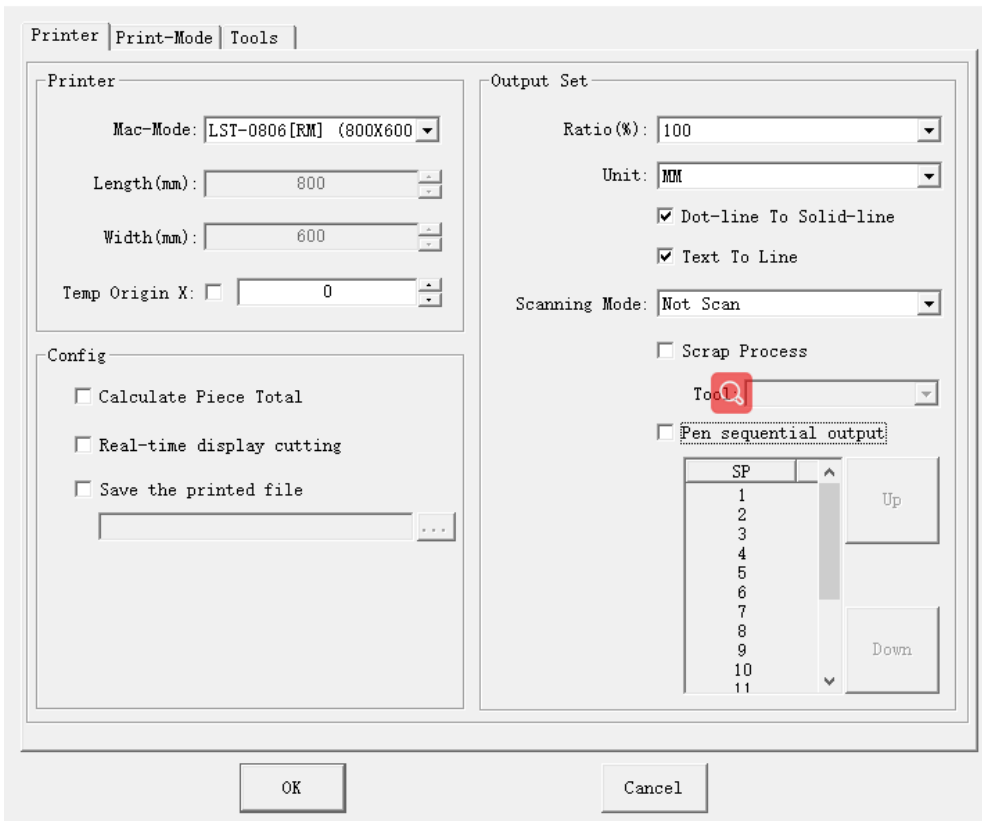 Printer Print-Mode Tools
Printer
Mac-Mode: LST-0806[RM] (800X600
Length(mm): 800
Width(mm): 600
Temp Origin X: 0
Config
Calculate Piece Total
Real-time display cutting
Save the printed file
...
Output Set
Ratio(%): 100
Unit: MM
Dot-line To Solid-line
Text To Line
Scanning Mode: Not Scan
Scrap Process
Tool:
Pen sequential output
SP
1
2
3
4
5
6
7
8
9
10
11
Up
Down
OK Cancel